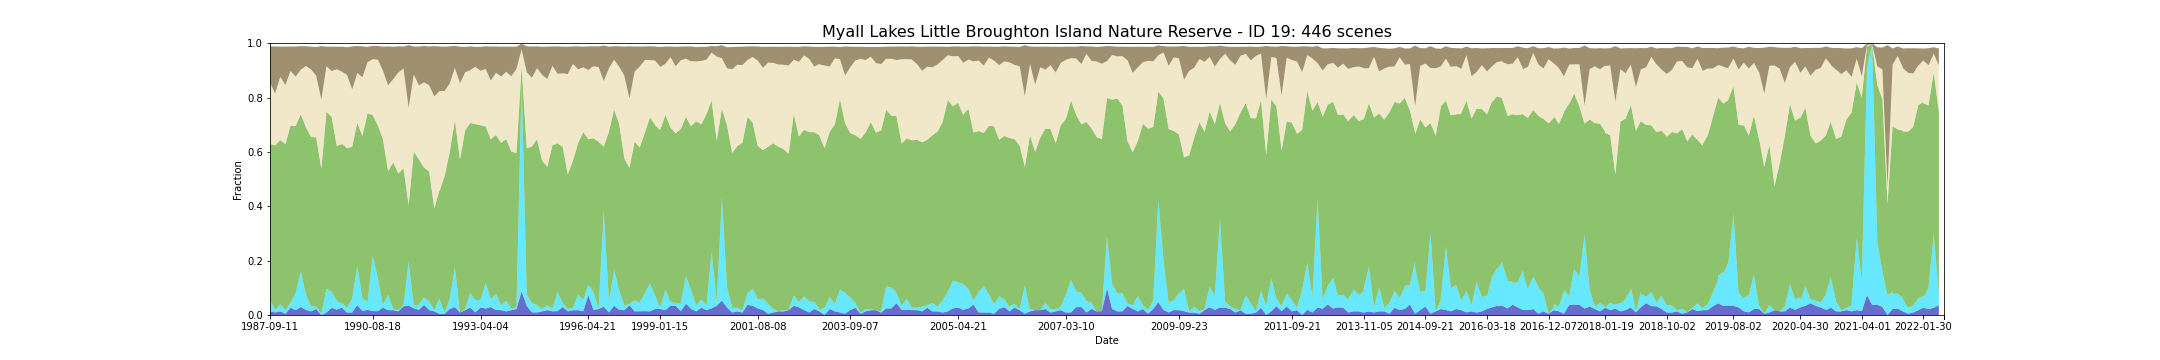 Myall Lakes Little Broughton Island Nature Reserve - ID 19: 446 scenes
1.0
0.8
0.6
0.4
0.2
0.0
Fraction
1987-09-11 1990-08-18 1993-04-04 1996-04-21 1999-01-15 2001-08-08 2003-09-07 2005-04-21 2007-03-10 2009-09-23 2011-09-21 2013-11-05 2014-09-21 2016-03-18 2016-12-07 2018-01-19 2018-10-02 2019-08-02 2020-04-30 2021-04-01 2022-01-30
Date